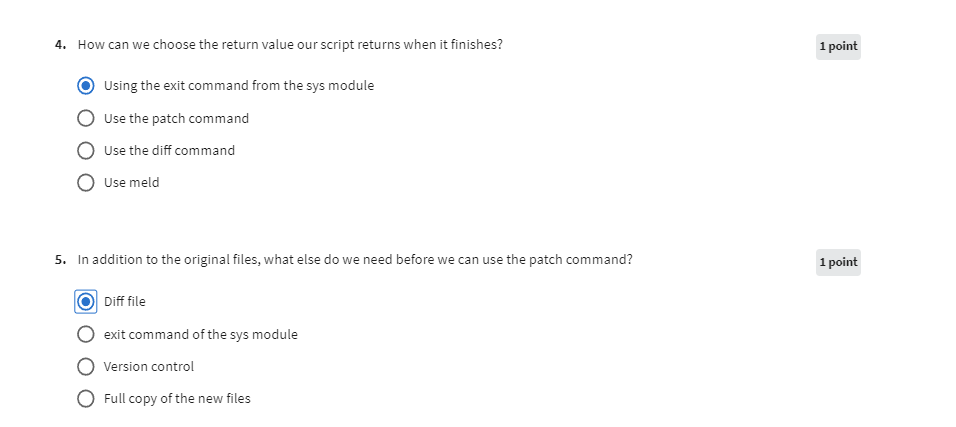 4. How can we choose the return value our script returns when it finishes?
1 point
Using the exit command from the sys module
Use the patch command
Use the diff command
Use meld
5. In addition to the original files, what else do we need before we can use the patch command?
1 point
Diff file
exit command of the sys module
Version control
Full copy of the new files